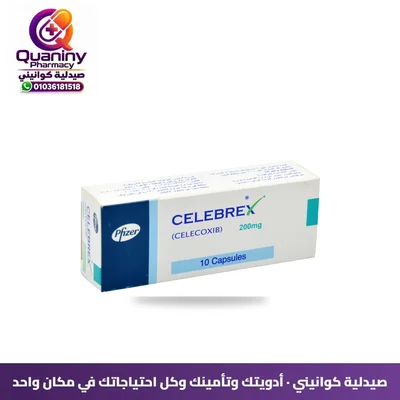 Quaniny
Pharmacy
صيدلية كوانيني
01036181518
Pfizer
CELEBREX
(CELECOXIB)
200mg
10 Capsules
CELEBREX
صيدلية كوانيني - أدويتك وتأمينك وكل احتياجاتك في مكان واحد